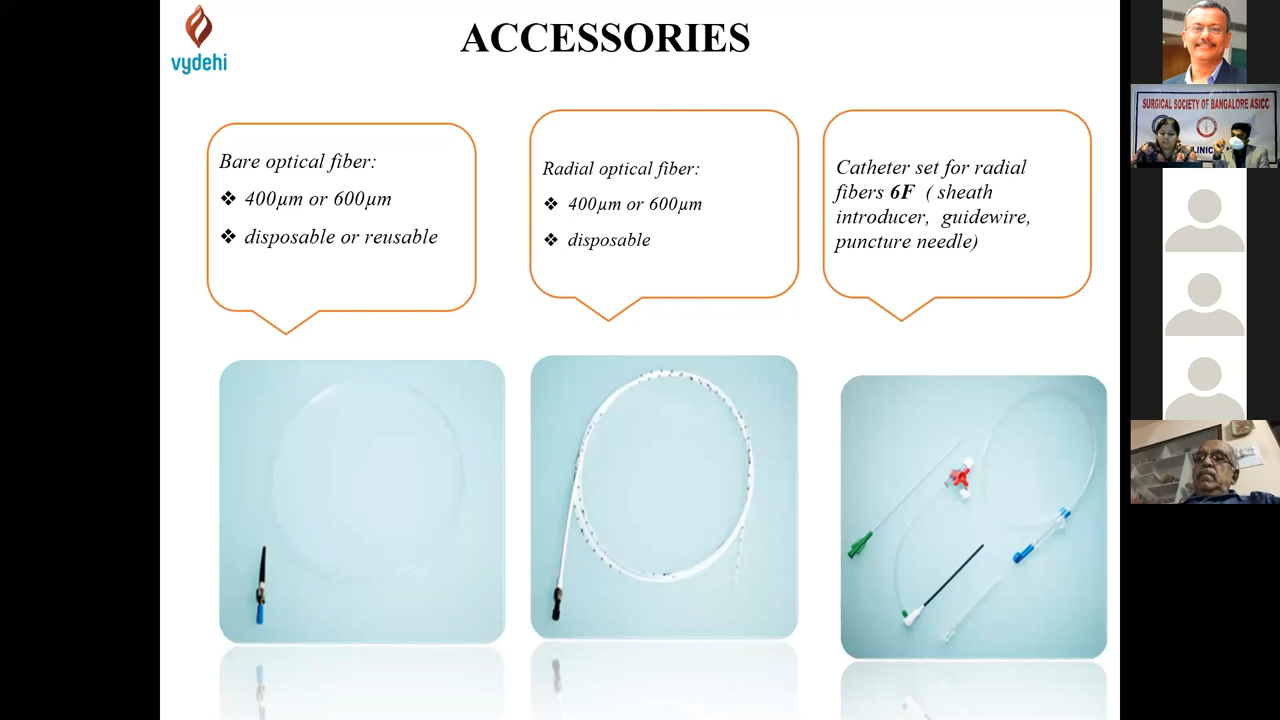 vydehi
ACCESSORIES
Bare optical fiber:
❖ 400µm or 600µm
❖ disposable or reusable
Radial optical fiber:
❖ 400µm or 600µm
❖ disposable
Catheter set for radial
fibers 6F ( sheath
introducer, guidewire,
puncture needle)
SURGICAL SOCIETY OF BANGALORE ASICC